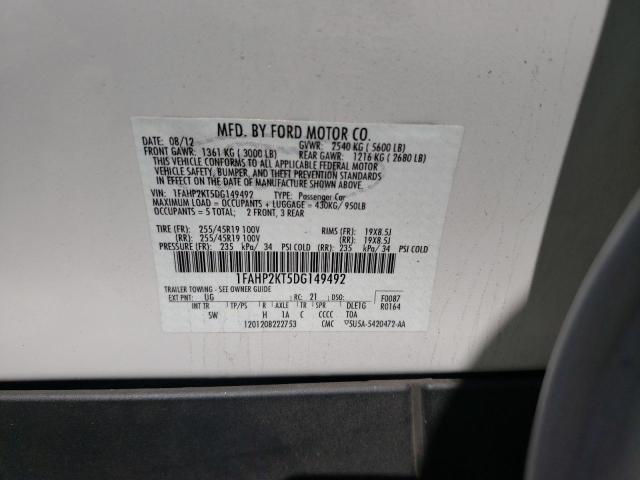 MFD. BY FORD MOTOR CO.
DATE: 08/12 GVWR: 2540 KG ( 5600 LB)
FRONT GAWR: 1361 KG ( 3000 LB) REAR GAWR: 1216 KG ( 2680 LB)
THIS VEHICLE CONFORMS TO ALL APPLICABLE FEDERAL MOTOR
VEHICLE SAFETY, BUMPER, AND THEFT PREVENTION STANDARDS
IN EFFECT ON THE DATE OF MANUFACTURE SHOWN ABOVE.
VIN: 1FAHP2KT5DG149492 TYPE: Passenger Car
MAXIMUM LOAD = OCCUPANTS + LUGGAGE = 430KG/ 950LB
OCCUPANTS = 5 TOTAL; 2 FRONT, 3 REAR
TIRE (FR): 255/45R19 100V RIMS (FR): 19X8.5J
(RR): 255/45R19 100V (RR): 19X8.5J
PRESSURE (FR): 235 kPa/ 34 PSI COLD (RR): 235 kPa/ 34 PSI COLD
1FAHP2KT5DG149492
TRAILER TOWING - SEE OWNER GUIDE
EXT PNT: UG RC: 21 DSO: F0087
INT TR TP/PS R AXLE TR SPR DLETG R0164
SW H 1A C CCCC TOA
1201208222753 CMC ▽5U5A-5420472-AA